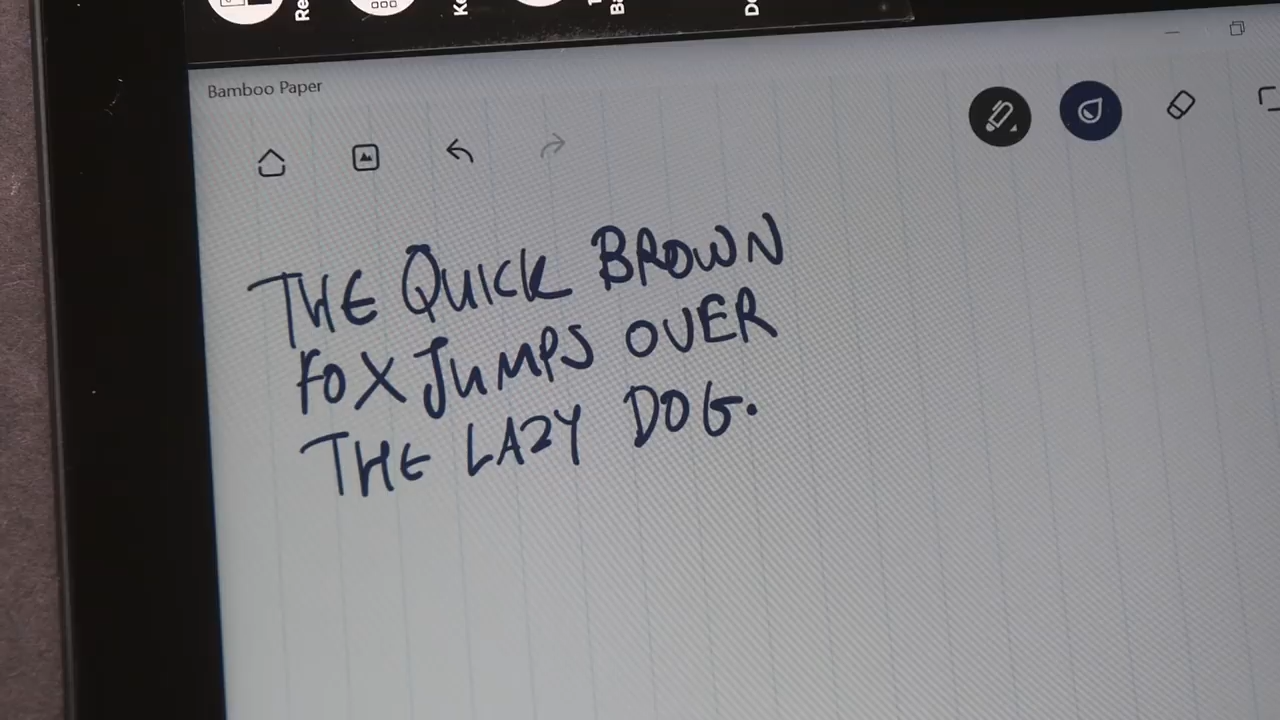 Bamboo Paper
THE QUICK BROWN
FOX JUMPS OVER
THE LAZY DOG.